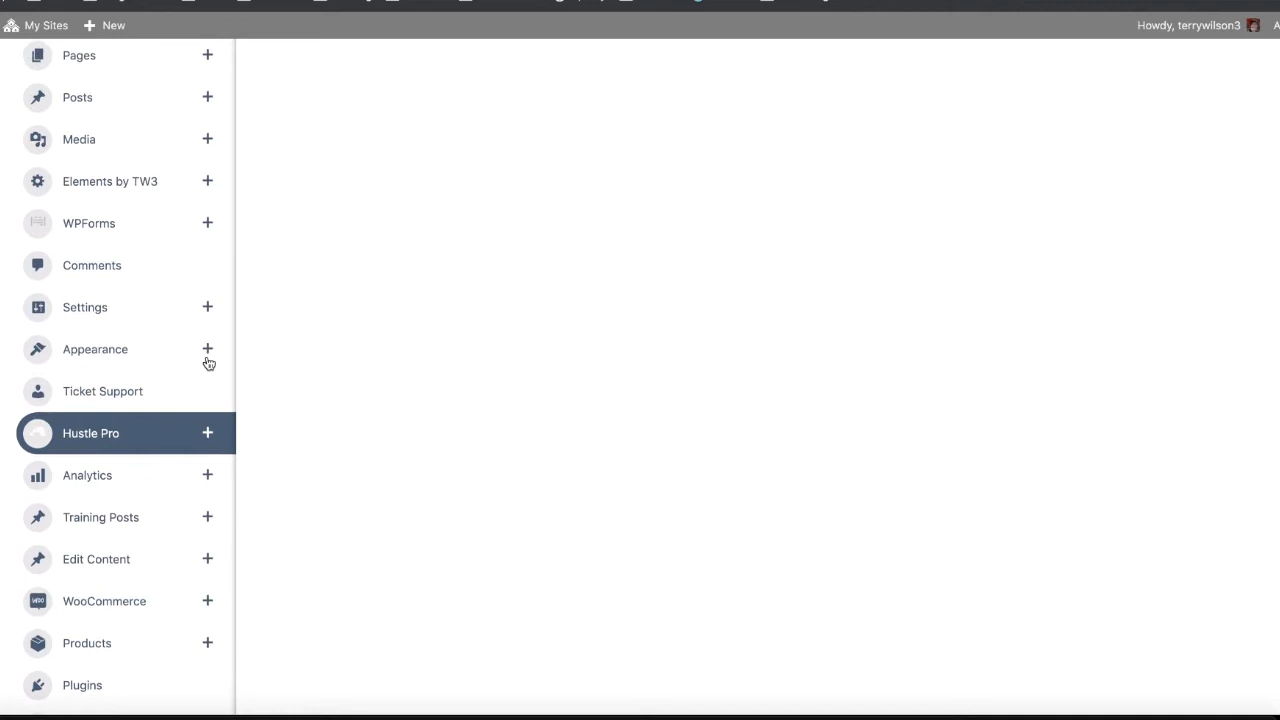 My Sites
New
Howdy, terrywilson3
Pages
Posts
Media
Elements by TW3
WPForms
Comments
Settings
Appearance
Ticket Support
Hustle Pro
Analytics
Training Posts
Edit Content
WooCommerce
Products
Plugins